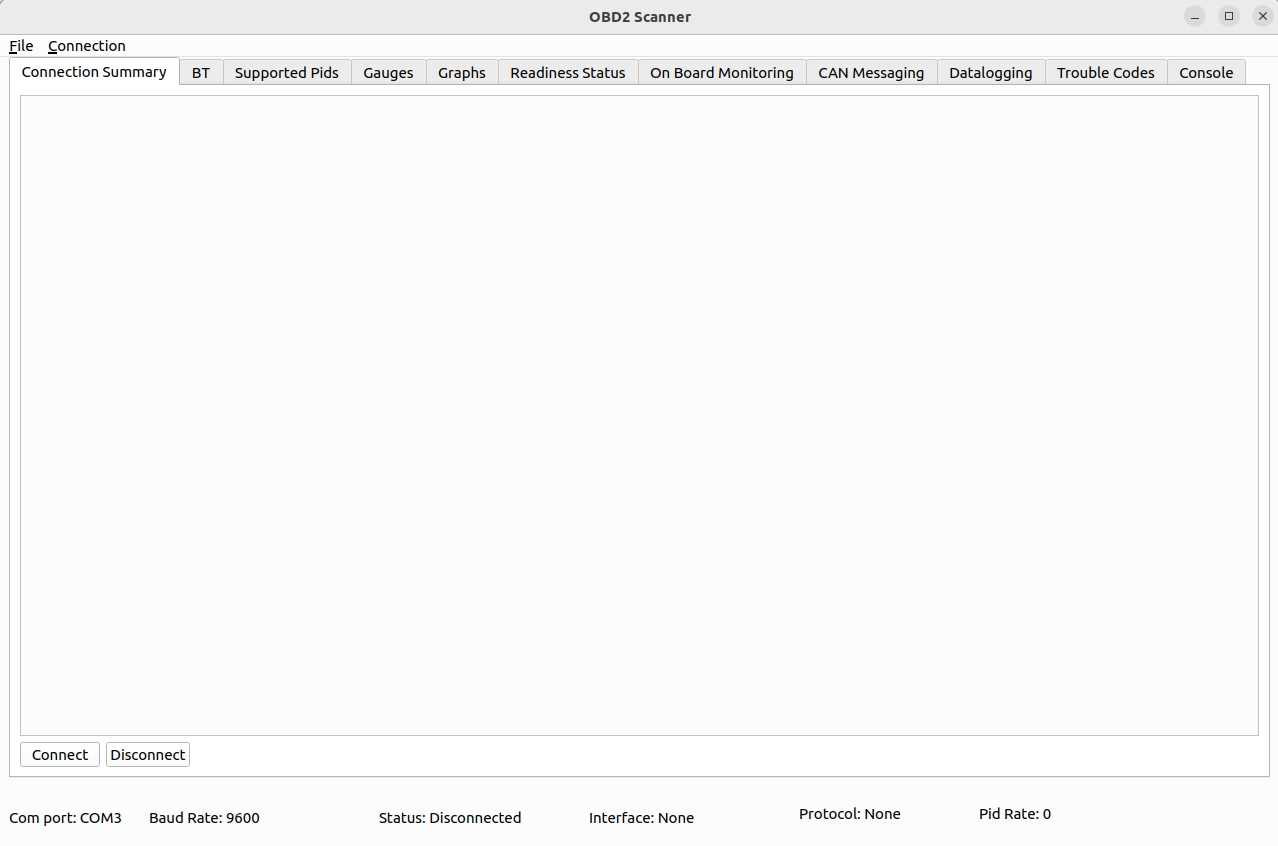 OBD2 Scanner
File Connection
Connection Summary BT Supported Pids Gauges Graphs Readiness Status On Board Monitoring CAN Messaging Datalogging Trouble Codes Console
Connect Disconnect
Com port: COM3 Baud Rate: 9600 Status: Disconnected Interface: None Protocol: None Pid Rate: 0